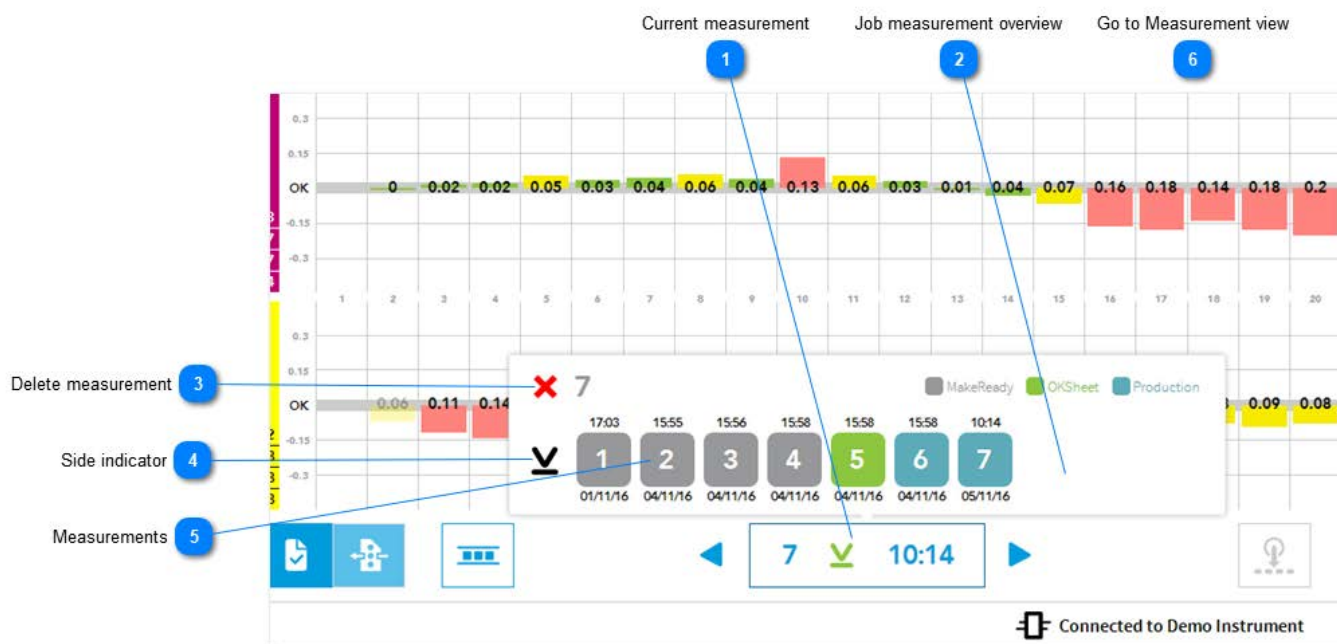 Current measurement Job measurement overview Go to Measurement view
1 2 6
0.3
0.15
OK 0 0.02 0.02 0.05 0.03 0.04 0.06 0.04 0.13 0.06 0.03 0.01 0.04 0.07 0.16 0.18 0.14 0.18 0.2
-0.15
-0.3
1 2 3 4 5 6 7 8 9 10 11 12 13 14 15 16 17 18 19 20
0.3
0.15
Delete measurement 3 7 MakeReady OKSheet Production
OK 0.06 0.11 0.14 0.09 0.08
17:03 15:55 15:56 15:58 15:58 15:58 10:14
-0.15
Side indicator 4 1 2 3 4 5 6 7
-0.3
01/11/16 04/11/16 04/11/16 04/11/16 04/11/16 04/11/16 05/11/16
Measurements 5
7 10:14
Connected to Demo Instrument